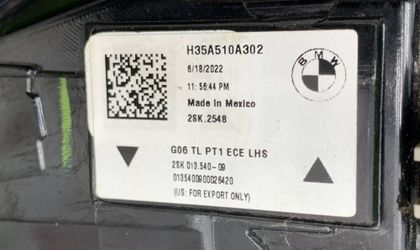 H35A510A302
6/18/2022
11:56:44 PM
Made in Mexico
2SK.2548
BMW
G06 TL PT1 ECE LHS
2SK 013.540-09
0135400900026420
(US: FOR EXPORT ONLY)